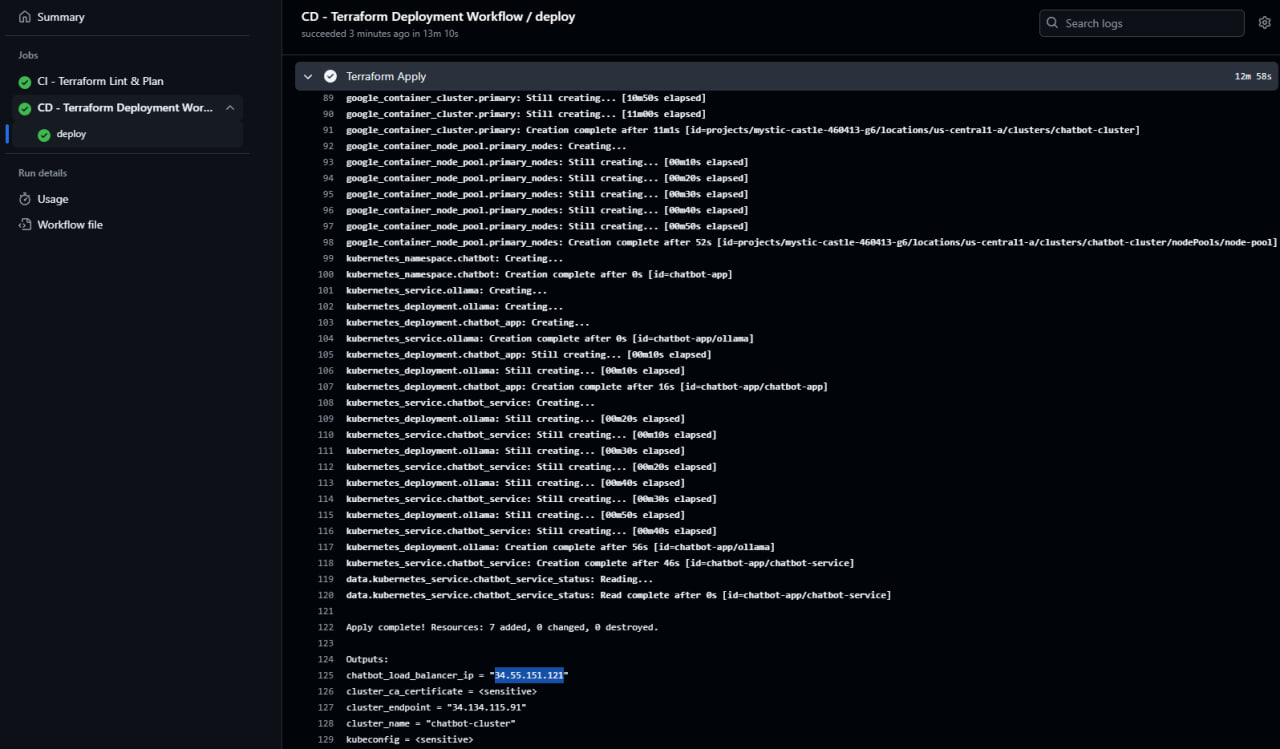 Summary
Jobs
CI - Terraform Lint & Plan
CD - Terraform Deployment Wor...
deploy
Run details
Usage
Workflow file
CD - Terraform Deployment Workflow / deploy
succeeded 3 minutes ago in 13m 10s
Search logs
Terraform Apply 12m 58s
89 google_container_cluster.primary: Still creating... [10m50s elapsed]
90 google_container_cluster.primary: Still creating... [11m00s elapsed]
91 google_container_cluster.primary: Creation complete after 11m1s [id=projects/mystic-castle-460413-g6/locations/us-central1-a/clusters/chatbot-cluster]
92 google_container_node_pool.primary_nodes: Creating...
93 google_container_node_pool.primary_nodes: Still creating... [00m10s elapsed]
94 google_container_node_pool.primary_nodes: Still creating... [00m20s elapsed]
95 google_container_node_pool.primary_nodes: Still creating... [00m30s elapsed]
96 google_container_node_pool.primary_nodes: Still creating... [00m40s elapsed]
97 google_container_node_pool.primary_nodes: Still creating... [00m50s elapsed]
98 google_container_node_pool.primary_nodes: Creation complete after 52s [id=projects/mystic-castle-460413-g6/locations/us-central1-a/clusters/chatbot-cluster/nodePools/node-pool]
99 kubernetes_namespace.chatbot: Creating...
100 kubernetes_namespace.chatbot: Creation complete after 0s [id=chatbot-app]
101 kubernetes_service.ollama: Creating...
102 kubernetes_deployment.ollama: Creating...
103 kubernetes_deployment.chatbot_app: Creating...
104 kubernetes_service.ollama: Creation complete after 0s [id=chatbot-app/ollama]
105 kubernetes_deployment.chatbot_app: Still creating... [00m10s elapsed]
106 kubernetes_deployment.ollama: Still creating... [00m10s elapsed]
107 kubernetes_deployment.chatbot_app: Creation complete after 16s [id=chatbot-app/chatbot-app]
108 kubernetes_service.chatbot_service: Creating...
109 kubernetes_deployment.ollama: Still creating... [00m20s elapsed]
110 kubernetes_service.chatbot_service: Still creating... [00m10s elapsed]
111 kubernetes_deployment.ollama: Still creating... [00m30s elapsed]
112 kubernetes_service.chatbot_service: Still creating... [00m20s elapsed]
113 kubernetes_deployment.ollama: Still creating... [00m40s elapsed]
114 kubernetes_service.chatbot_service: Still creating... [00m30s elapsed]
115 kubernetes_deployment.ollama: Still creating... [00m50s elapsed]
116 kubernetes_service.chatbot_service: Still creating... [00m40s elapsed]
117 kubernetes_deployment.ollama: Creation complete after 56s [id=chatbot-app/ollama]
118 kubernetes_service.chatbot_service: Creation complete after 46s [id=chatbot-app/chatbot-service]
119 data.kubernetes_service.chatbot_service_status: Reading...
120 data.kubernetes_service.chatbot_service_status: Read complete after 0s [id=chatbot-app/chatbot-service]
121
122 Apply complete! Resources: 7 added, 0 changed, 0 destroyed.
123
124 Outputs:
125 chatbot_load_balancer_ip = "34.55.151.121"
126 cluster_ca_certificate = <sensitive>
127 cluster_endpoint = "34.134.115.91"
128 cluster_name = "chatbot-cluster"
129 kubeconfig = <sensitive>